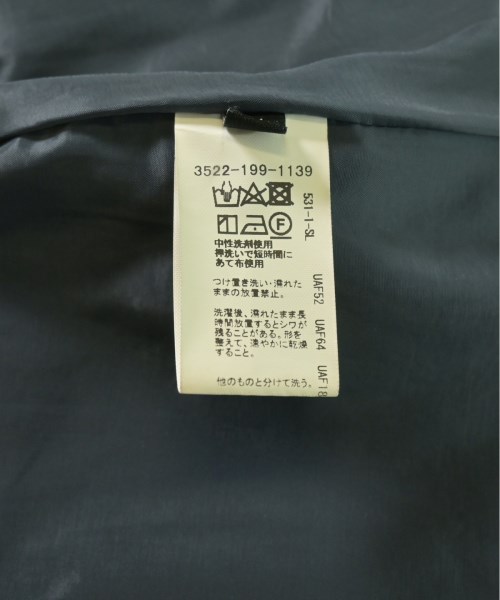 3522-199-1139
F
中性洗剤使用
押洗いで短時間に
あて布使用
つけ置き洗い・濡れた
ままの放置禁止。
洗濯後、濡れたまま長
時間放置するとシワが
残ることがある。形を
整えて、速やかに乾燥
すること。
他のものと分けて洗う。
531-1-SL
UAF52 UAF64 UAF18